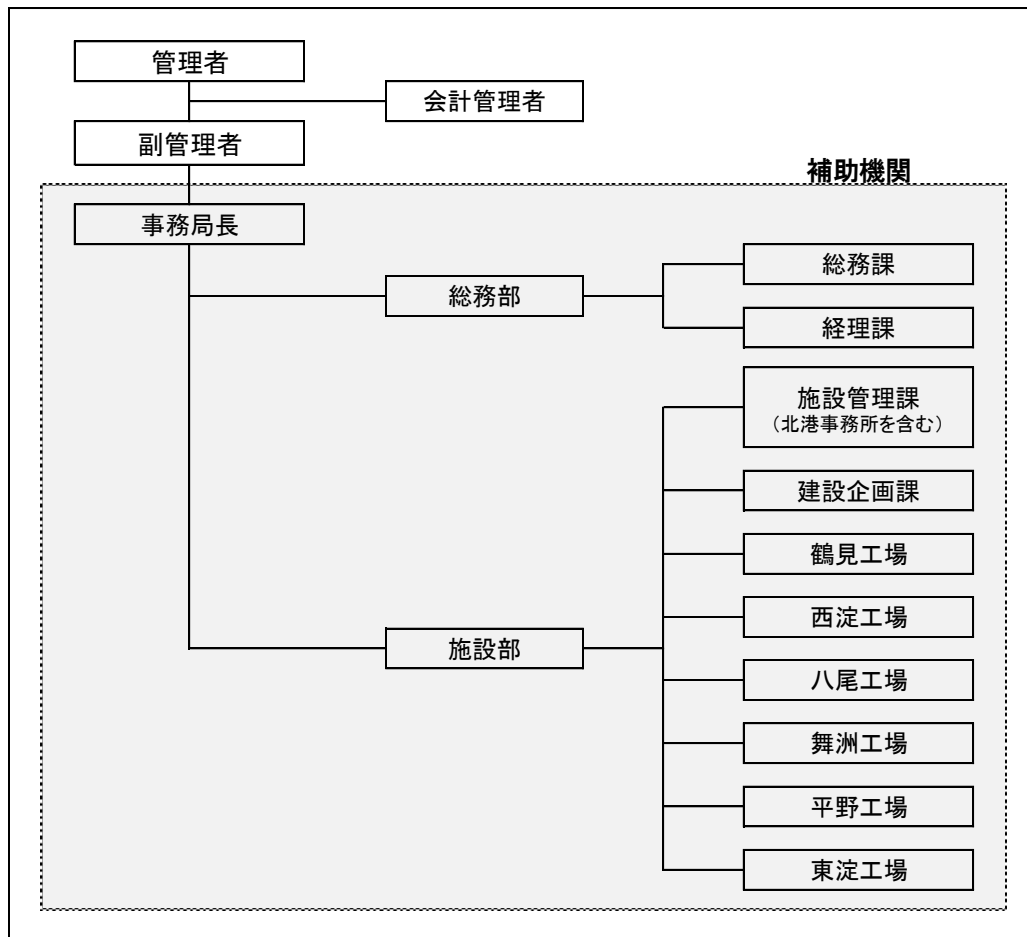 管理者
会計管理者
副管理者
補助機関
事務局長
総務部
総務課
経理課
施設管理課
（北港事務所を含む）
建設企画課
鶴見工場
西淀工場
施設部
八尾工場
舞洲工場
平野工場
東淀工場